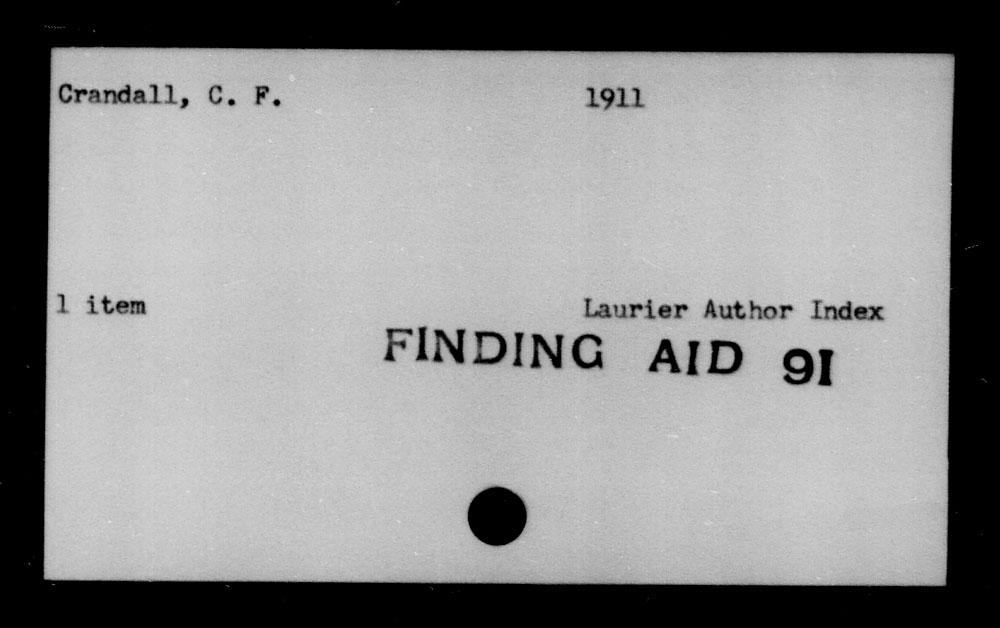 Crandall, C. F. 1911
1 item Laurier Author Index
FINDING AID 91